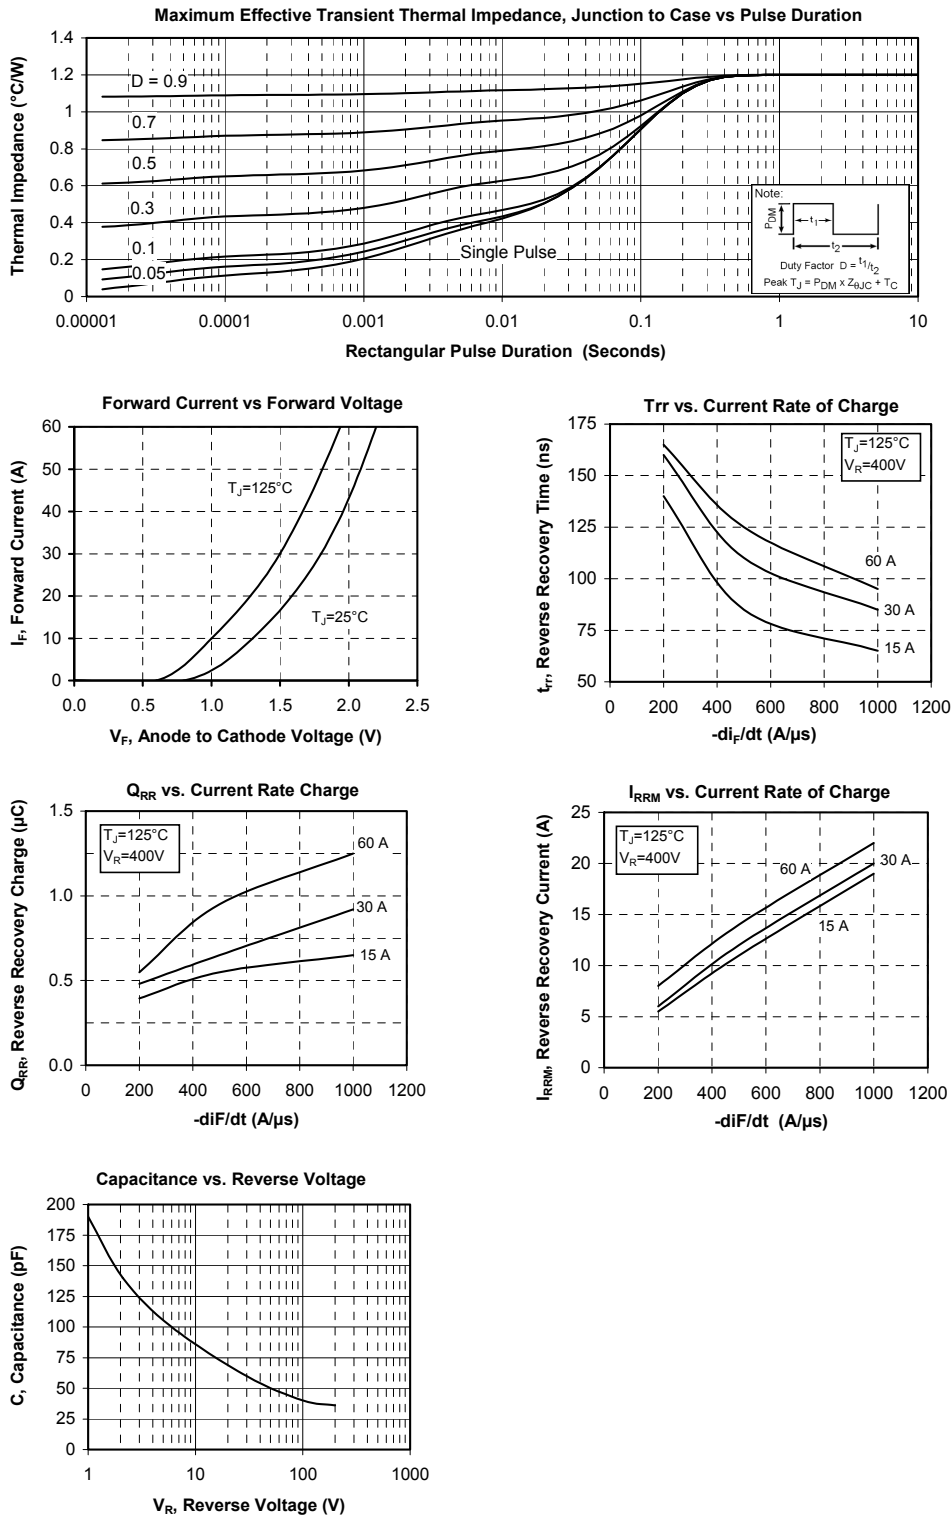 Maximum Effective Transient Thermal Impedance, Junction to Case vs Pulse Duration
Thermal Impedance (°C/W)
1.4
1.2
1
0.8
0.6
0.4
0.2
0
D = 0.9
0.7
0.5
0.3
0.1
0.05
Single Pulse
Note:
PDM
t1
t2
Duty Factor D = t1/t2
Peak TJ = PDM x ZθJC + TC
0.00001 0.0001 0.001 0.01 0.1 1 10
Rectangular Pulse Duration (Seconds)
Forward Current vs Forward Voltage
IF, Forward Current (A)
60
50
40
30
20
10
0
TJ=125°C
TJ=25°C
0.0 0.5 1.0 1.5 2.0 2.5
VF, Anode to Cathode Voltage (V)
Trr vs. Current Rate of Charge
trr, Reverse Recovery Time (ns)
175
150
125
100
75
50
TJ=125°C
VR=400V
60 A
30 A
15 A
0 200 400 600 800 1000 1200
-diF/dt (A/µs)
QRR vs. Current Rate Charge
QRR, Reverse Recovery Charge (µC)
1.5
1.0
0.5
0.0
TJ=125°C
VR=400V
60 A
30 A
15 A
0 200 400 600 800 1000 1200
-diF/dt (A/µs)
IRRM vs. Current Rate of Charge
IRRM, Reverse Recovery Current (A)
25
20
15
10
5
0
TJ=125°C
VR=400V
60 A
30 A
15 A
0 200 400 600 800 1000 1200
-diF/dt (A/µs)
Capacitance vs. Reverse Voltage
C, Capacitance (pF)
200
175
150
125
100
75
50
25
0
1 10 100 1000
VR, Reverse Voltage (V)